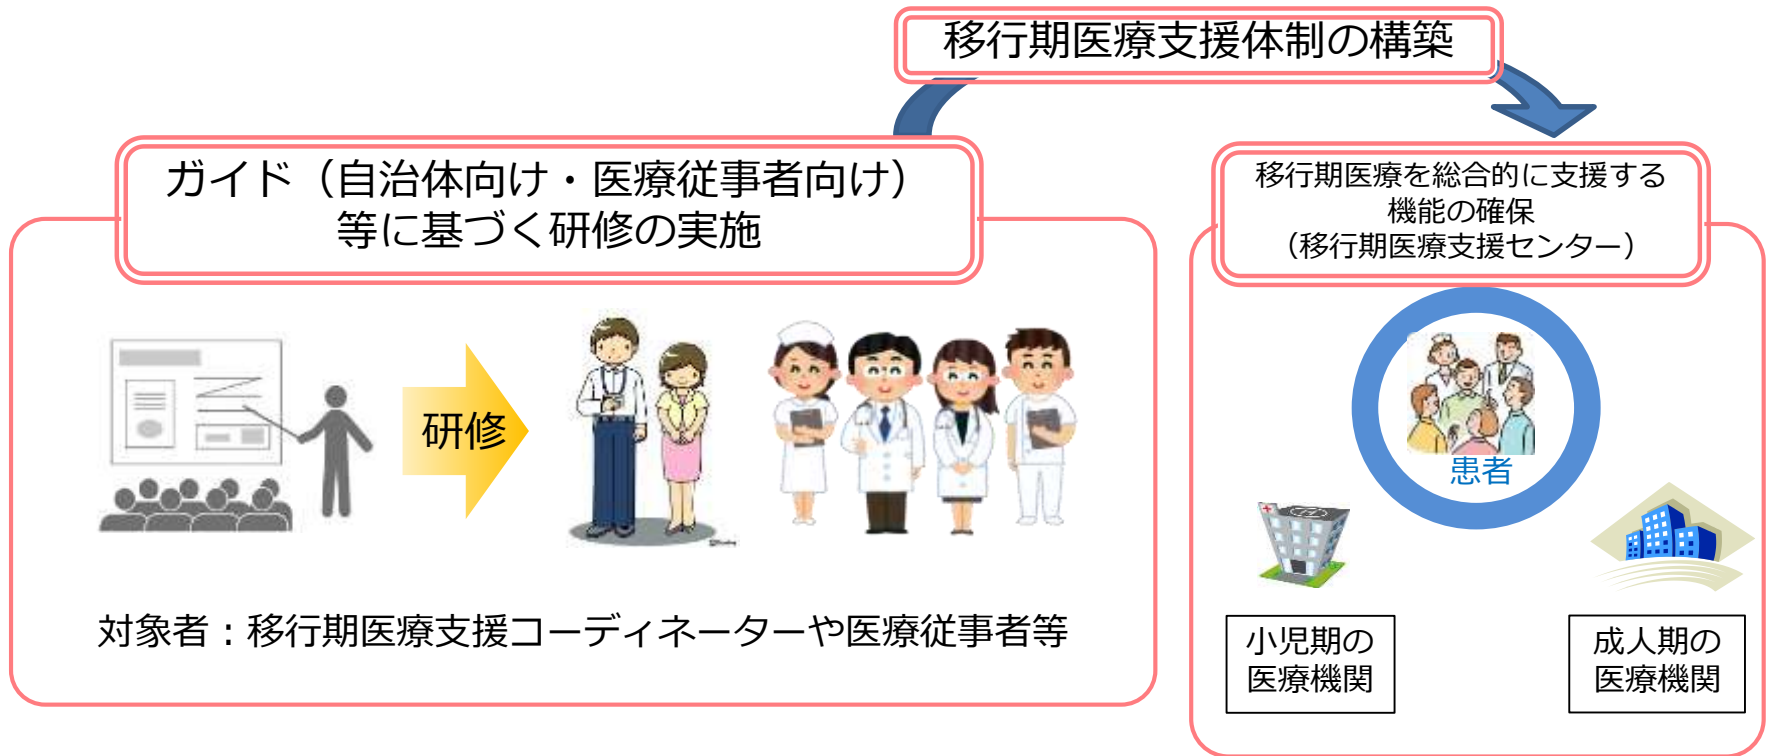 移行期医療支援体制の構築
ガイド（自治体向け・医療従事者向け）
等に基づく研修の実施
研修
対象者：移行期医療支援コーディネーターや医療従事者等
移行期医療を総合的に支援する
機能の確保
（移行期医療支援センター）
患者
小児期の
医療機関
成人期の
医療機関